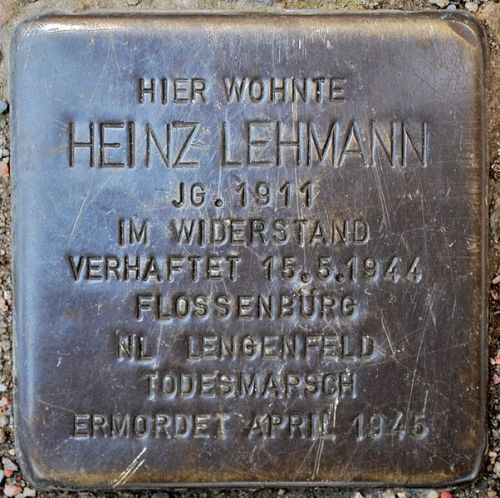 HIER WOHNTE
HEINZ LEHMANN
JG. 1911
IM WIDERSTAND
VERHAFTET 15.5.1944
FLOSSENBÜRG
NL LENGENFELD
TODESMARSCH
ERMORDET APRIL 1945